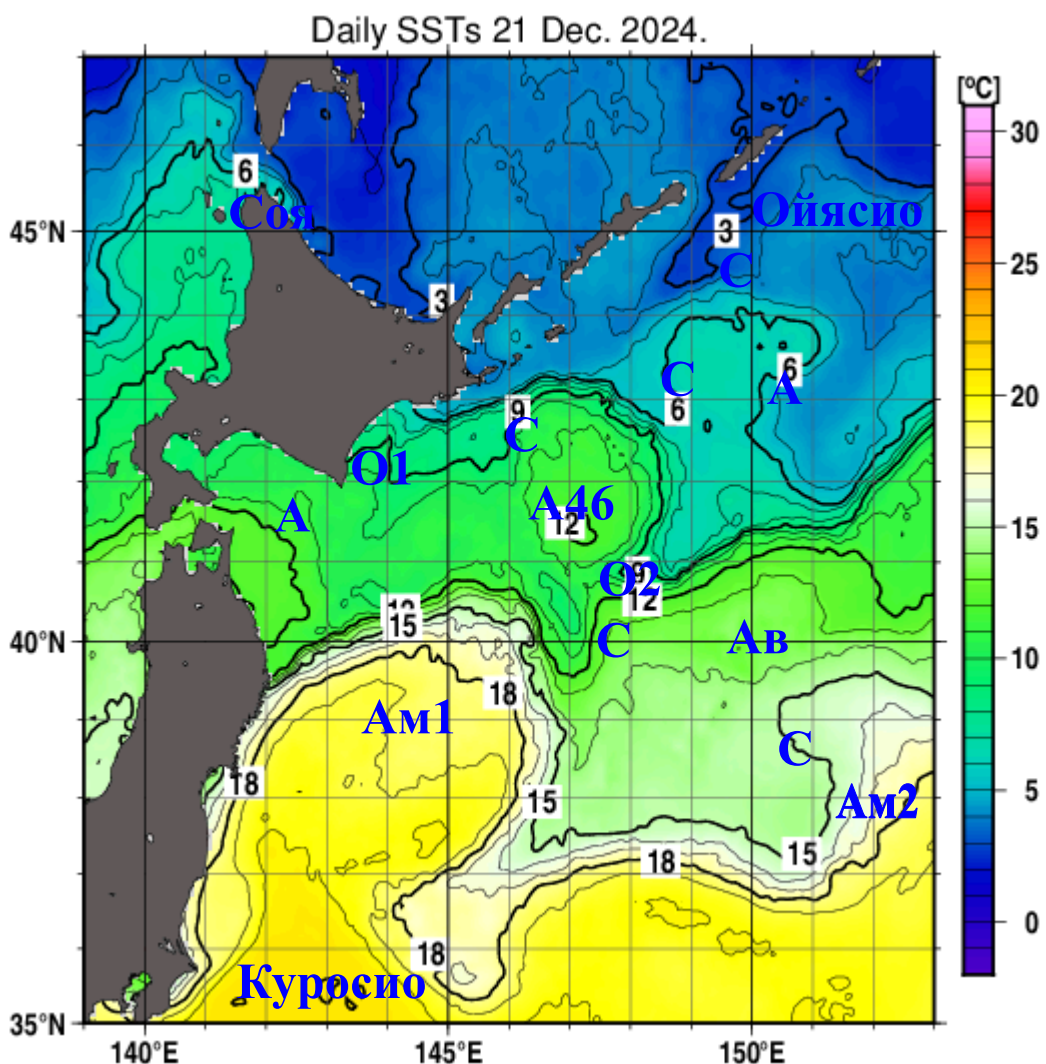 Daily SSTs 21 Dec. 2024.
[°C]
30
6
Соя
Ойясио
45°N
3
С
25
3
6
С
А
20
9
6
С
О1
А46
А
12
15
9
О2
12
12
15
40°N
С
Ав
10
18
Ам1
С
18
15
Ам2
5
15
18
0
18
Куросио
35°N
140°E
145°E
150°E